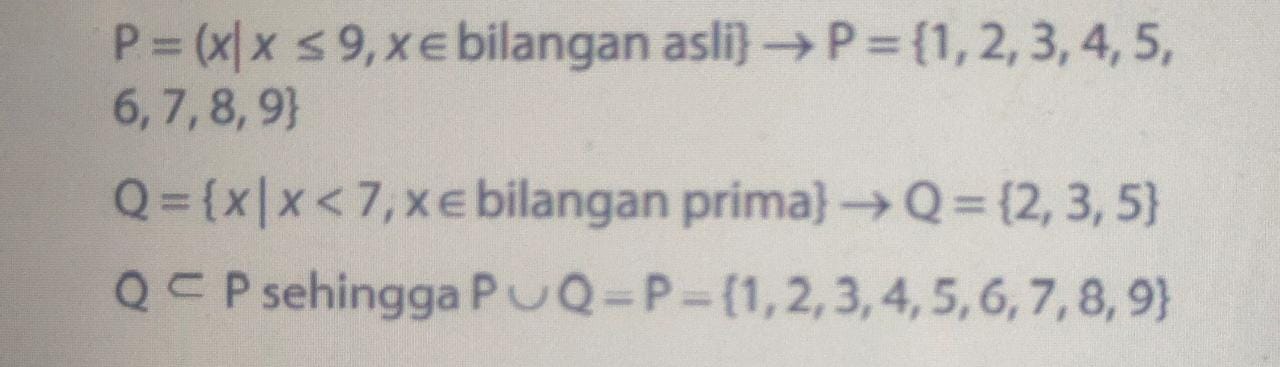 P = (x| x ≤ 9, x ∈ bilangan asli} → P = {1, 2, 3, 4, 5,
6, 7, 8, 9}
Q = {x | x < 7, x ∈ bilangan prima} → Q = {2, 3, 5}
Q ⊂ P sehingga P ∪ Q = P = {1, 2, 3, 4, 5, 6, 7, 8, 9}